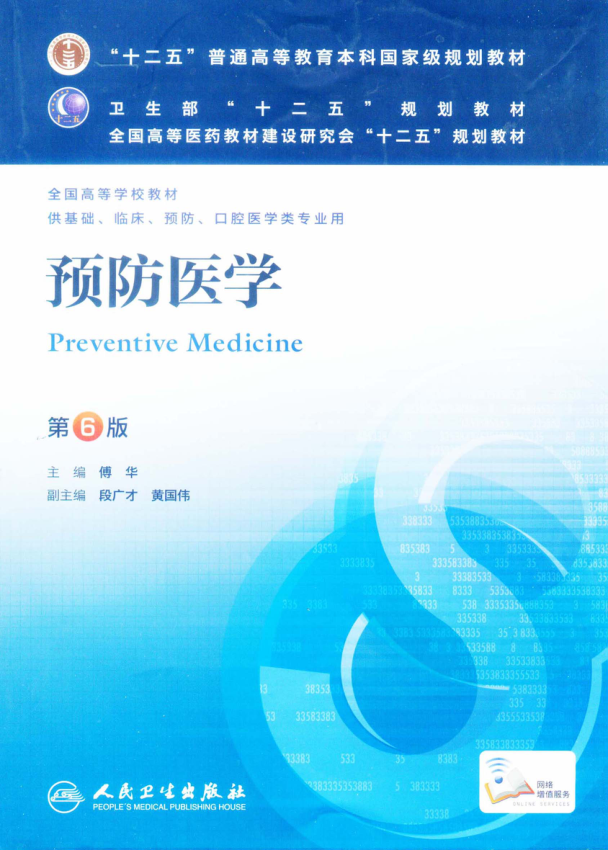 “十二五”普通高等教育本科国家级规划教材
卫生部“十二五”规划教材
全国高等医药教材建设研究会“十二五”规划教材
十二五
全国高等学校教材
供基础、临床、预防、口腔医学类专业用
预防医学
Preventive Medicine
第6版
主编 傅华
副主编 段广才 黄国伟
人民卫生出版社
PEOPLE'S MEDICAL PUBLISHING HOUSE
网络
增值服务
ONLINE SERVICES